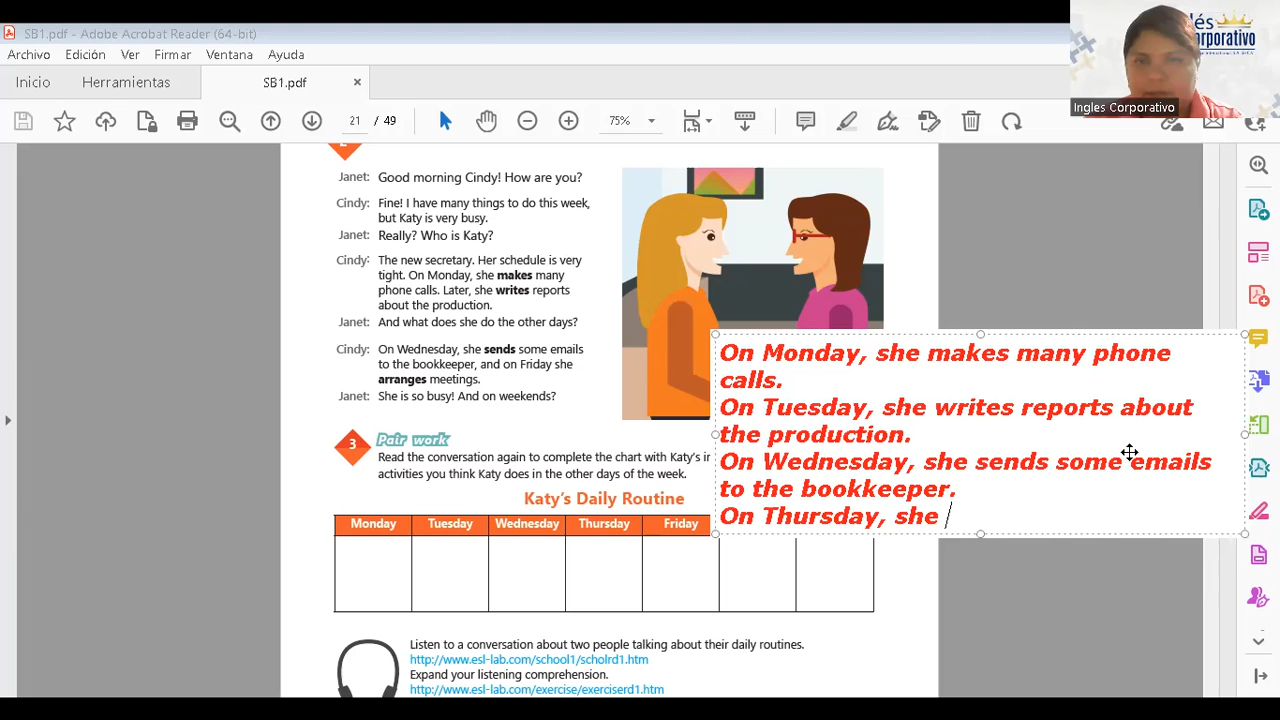 SB1.pdf - Adobe Acrobat Reader (64-bit)
Archivo Edición Ver Firmar Ventana Ayuda
Inicio Herramientas SB1.pdf ×
21 / 49 75%
és
Corporativo
Ingles Corporativo
Janet: Good morning Cindy! How are you?
Cindy: Fine! I have many things to do this week,
but Katy is very busy.
Janet: Really? Who is Katy?
Cindy: The new secretary. Her schedule is very
tight. On Monday, she makes many
phone calls. Later, she writes reports
about the production.
Janet: And what does she do the other days?
Cindy: On Wednesday, she sends some emails
to the bookkeeper, and on Friday she
arranges meetings.
Janet: She is so busy! And on weekends?
On Monday, she makes many phone
calls.
On Tuesday, she writes reports about
the production.
On Wednesday, she sends some emails
to the bookkeeper.
On Thursday, she
3 Pair work
Read the conversation again to complete the chart with Katy's
activities you think Katy does in the other days of the week.
Katy's Daily Routine
Monday Tuesday Wednesday Thursday Friday
Listen to a conversation about two people talking about their daily routines.
http://www.esl-lab.com/school1/scholrd1.htm
Expand your listening comprehension.
http://www.esl-lab.com/exercise/exerciserd1.htm